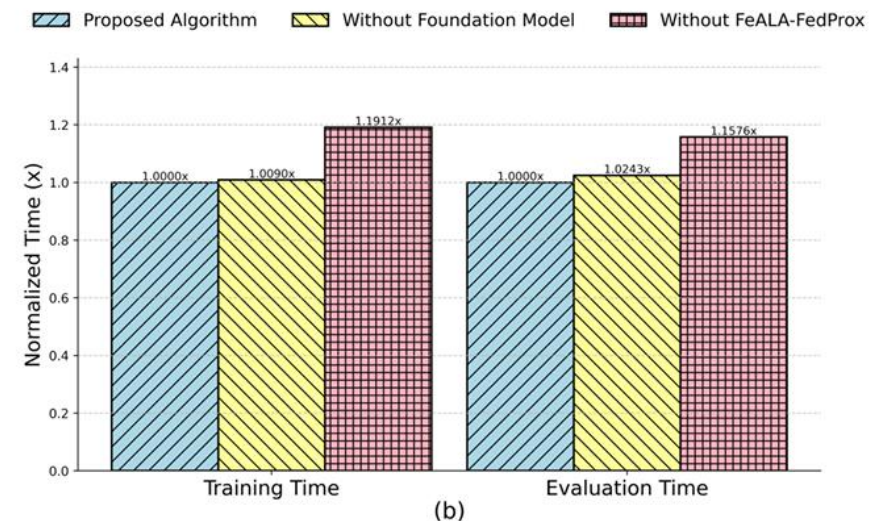 Proposed Algorithm Without Foundation Model Without FeALA-FedProx
1.4
1.2
1.0
0.8
0.6
0.4
0.2
0.0
Normalized Time (x)
1.0000x 1.0090x 1.1912x
1.0000x 1.0243x 1.1576x
Training Time Evaluation Time
(b)